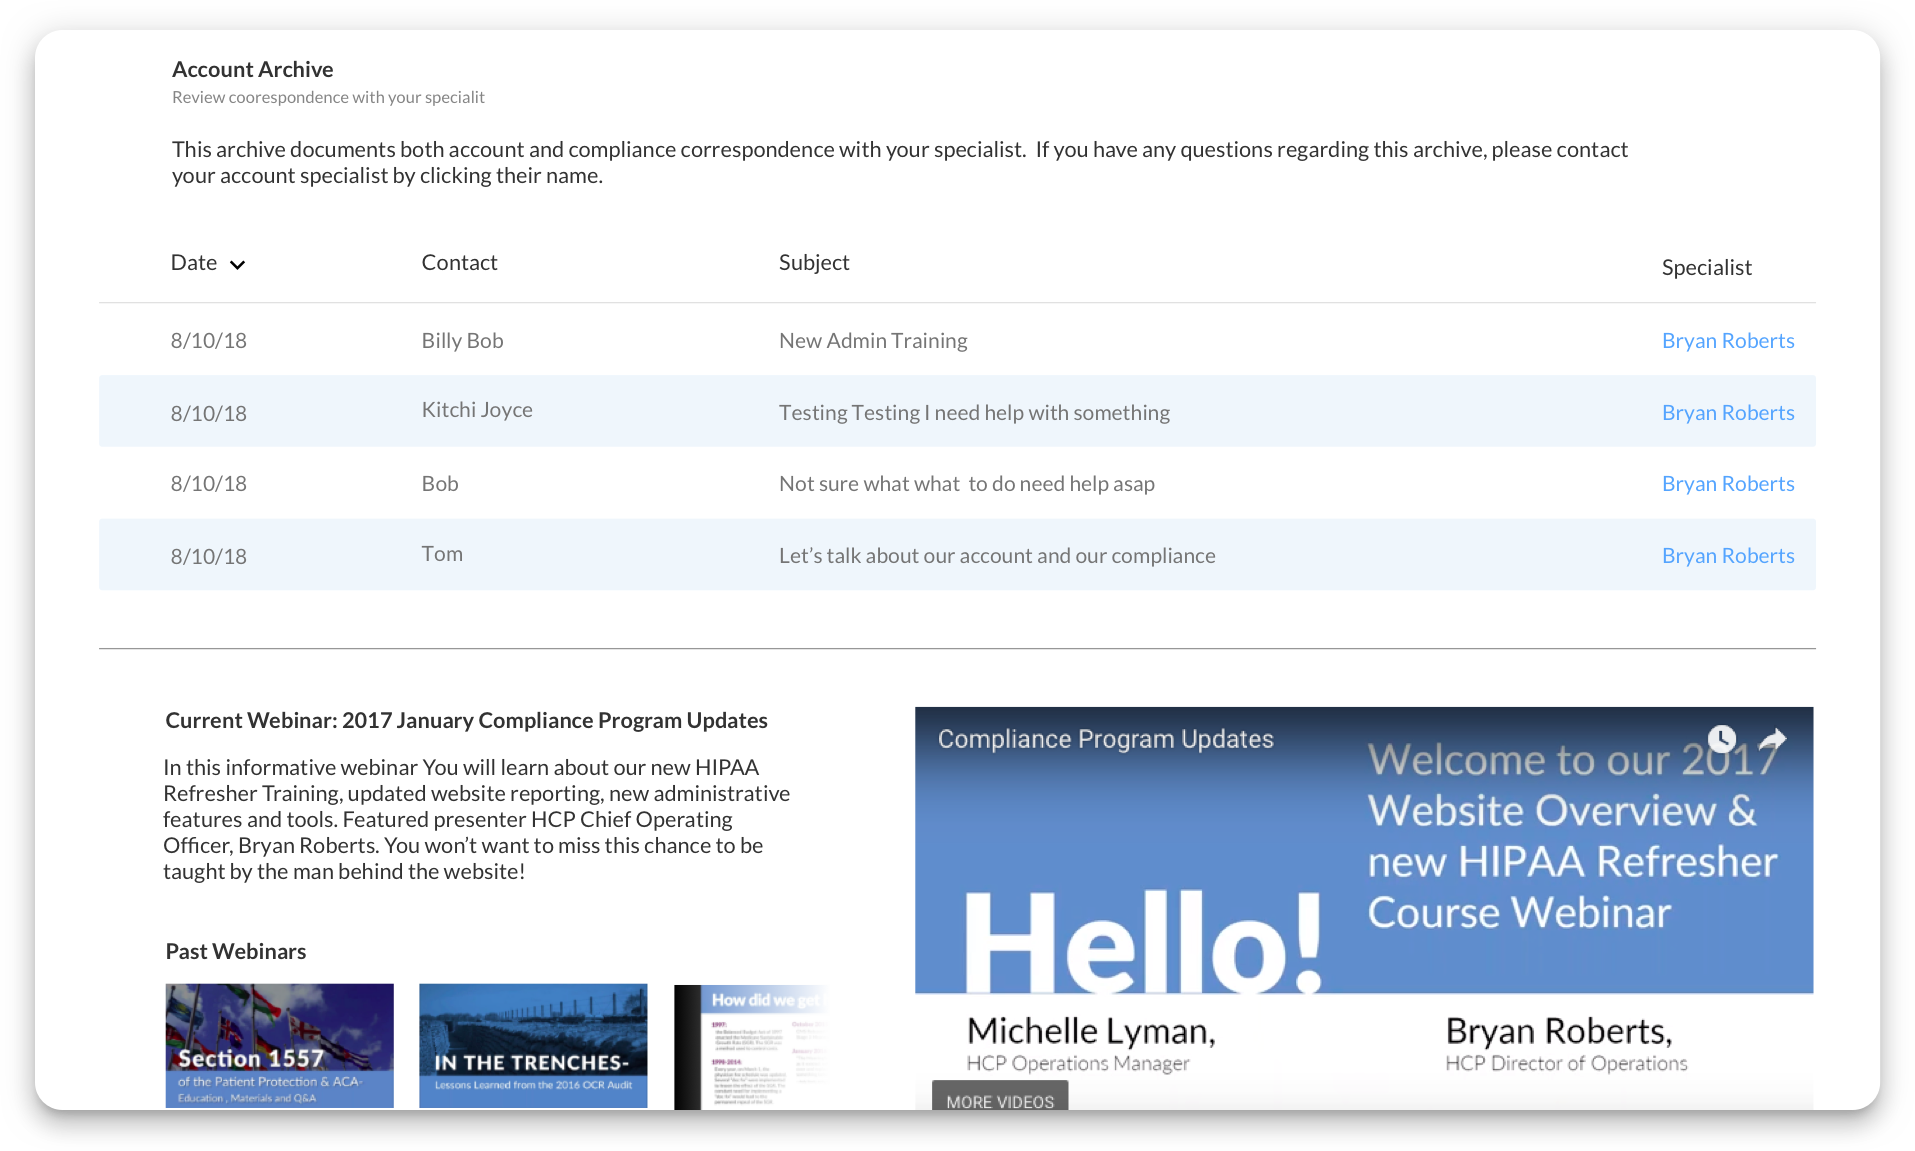 Account Archive
Review coorespondence with your specialit
This archive documents both account and compliance correspondence with your specialist.  If you have any questions regarding this archive, please contact
your account specialist by clicking their name.
Date Contact Subject Specialist
8/10/18 Billy Bob New Admin Training Bryan Roberts
8/10/18 Kitchi Joyce Testing Testing I need help with something Bryan Roberts
8/10/18 Bob Not sure what what  to do need help asap Bryan Roberts
8/10/18 Tom Let’s talk about our account and our compliance Bryan Roberts
Current Webinar: 2017 January Compliance Program Updates
In this informative webinar You will learn about our new HIPAA
Refresher Training, updated website reporting, new administrative
features and tools. Featured presenter HCP Chief Operating
Officer, Bryan Roberts. You won’t want to miss this chance to be
taught by the man behind the website!
Past Webinars
Section 1557
of the Patient Protection & ACA-
Education , Materials and Q&A
IN THE TRENCHES-
Lessons Learned from the 2016 OCR Audit
How did we get
1997:
1998-2014:
Compliance Program Updates
Welcome to our 2017
Website Overview &
new HIPAA Refresher
Course Webinar
Hello!
Michelle Lyman,
HCP Operations Manager
Bryan Roberts,
HCP Director of Operations
MORE VIDEOS